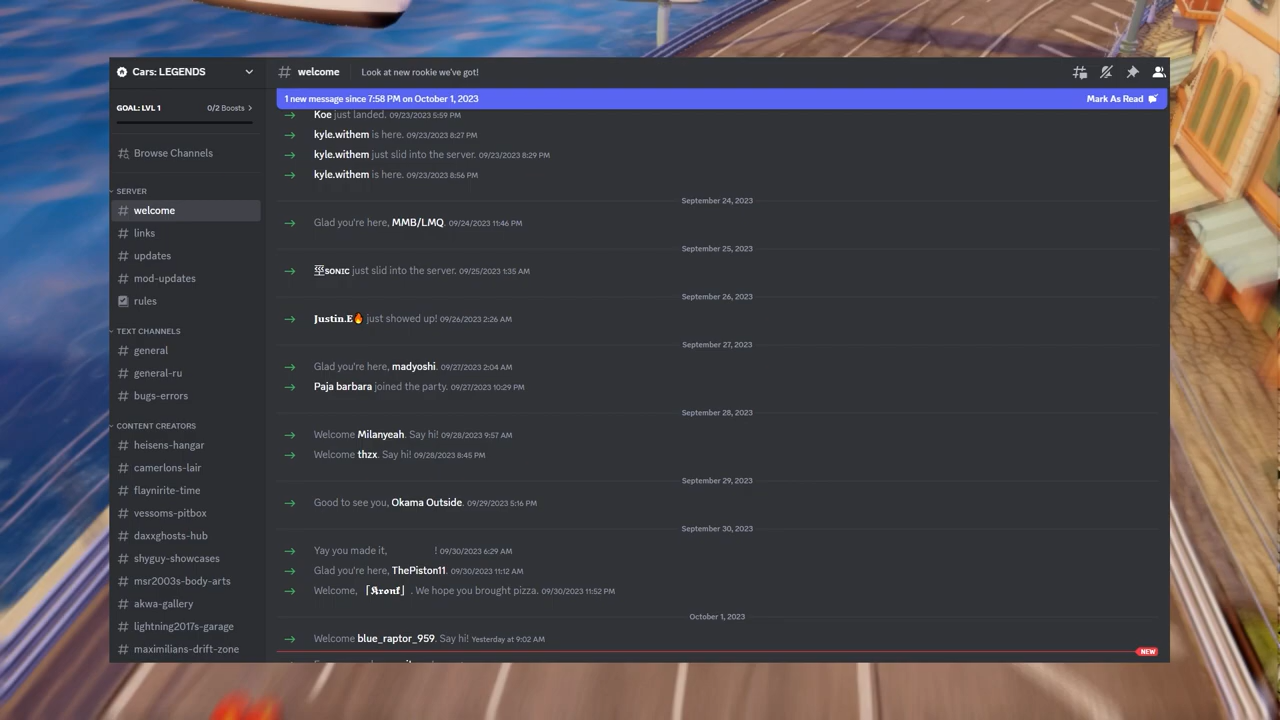 Cars: LEGENDS
GOAL: LVL 1 0/2 Boosts
Browse Channels
SERVER
welcome
links
updates
mod-updates
rules
TEXT CHANNELS
general
general-ru
bugs-errors
CONTENT CREATORS
heisens-hangar
camerlons-lair
flaynirite-time
vessoms-pitbox
daxxghosts-hub
shyguy-showcases
msr2003s-body-arts
akwa-gallery
lightning2017s-garage
maximilians-drift-zone
welcome Look at new rookie we've got!
1 new message since 7:58 PM on October 1, 2023 Mark As Read
Koe just landed. 09/23/2023 5:59 PM
kyle.withem is here. 09/23/2023 8:27 PM
kyle.withem just slid into the server. 09/23/2023 8:29 PM
kyle.withem is here. 09/23/2023 8:56 PM
September 24, 2023
Glad you're here, MMB/LMQ. 09/24/2023 11:46 PM
September 25, 2023
SONIC just slid into the server. 09/25/2023 1:35 AM
September 26, 2023
Justin.E🔥 just showed up! 09/26/2023 2:26 AM
September 27, 2023
Glad you're here, madyoshi. 09/27/2023 2:04 AM
Paja barbara joined the party. 09/27/2023 10:29 PM
September 28, 2023
Welcome Milanyeah. Say hi! 09/28/2023 9:57 AM
Welcome thzx. Say hi! 09/28/2023 8:45 PM
September 29, 2023
Good to see you, Okama Outside. 09/29/2023 5:16 PM
September 30, 2023
Yay you made it, ! 09/30/2023 6:29 AM
Glad you're here, ThePiston11. 09/30/2023 11:12 AM
Welcome, . We hope you brought pizza. 09/30/2023 11:52 PM
October 1, 2023
Welcome blue_raptor_959. Say hi! Yesterday at 9:02 AM
NEW